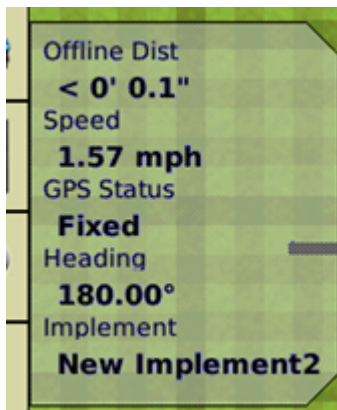 Offline Dist
< 0' 0.1"
Speed
1.57 mph
GPS Status
Fixed
Heading
180.00°
Implement
New Implement2